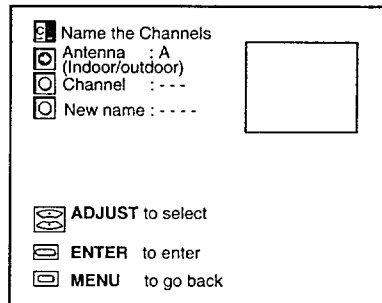 Name the Channels
Antenna : A
(Indoor/outdoor)
Channel : - - -
New name : - - - -
ADJUST to select
ENTER to enter
MENU to go back